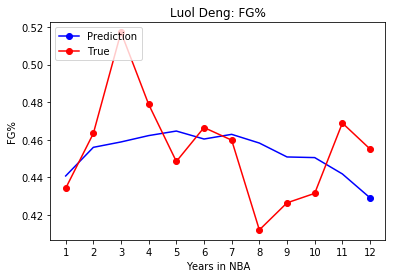 Luol Deng: FG%
Prediction
True
FG%
0.52
0.50
0.48
0.46
0.44
0.42
1 2 3 4 5 6 7 8 9 10 11 12
Years in NBA